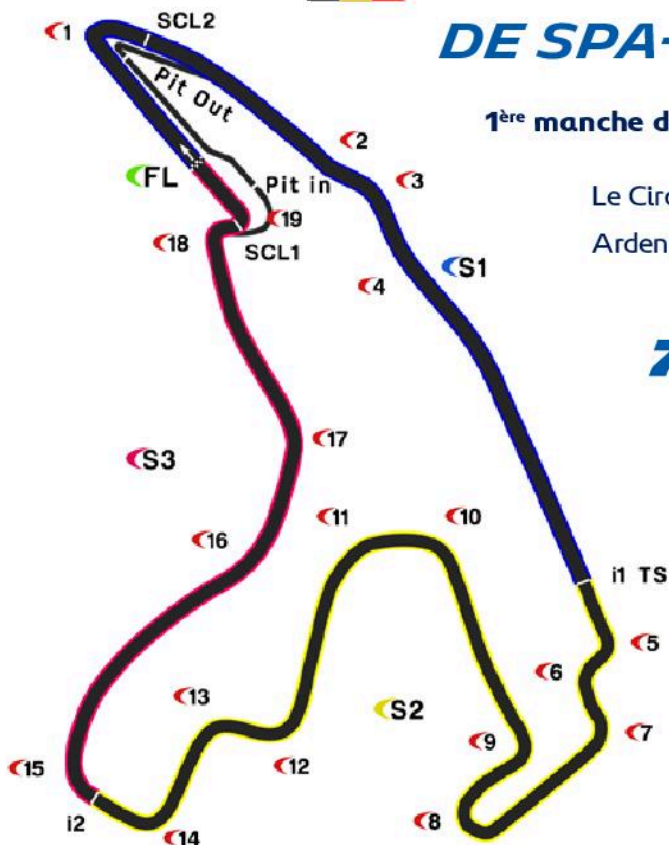 DE SPA-
1ère manche d
Le Circ
Arden
7
1
SCL2
Pit Out
2
3
FL
Pit in
19
18
SCL1
S1
4
17
S3
11
10
16
i1 TS
5
6
13
S2
7
12
9
15
i2
14
8